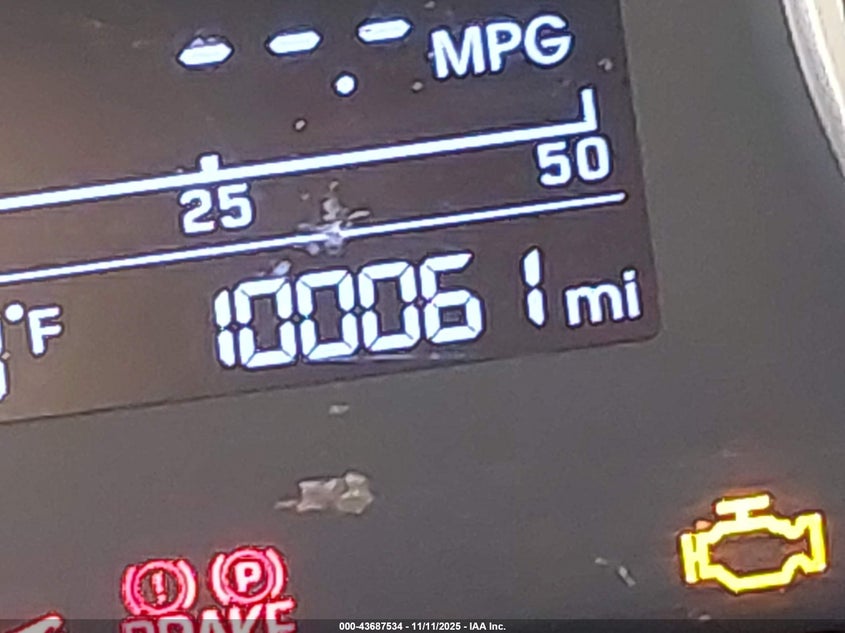 --.- MPG
25 50
°F 100061 mi
! P
BRAKE
000-43687534 - 11/11/2025 - IAA Inc.